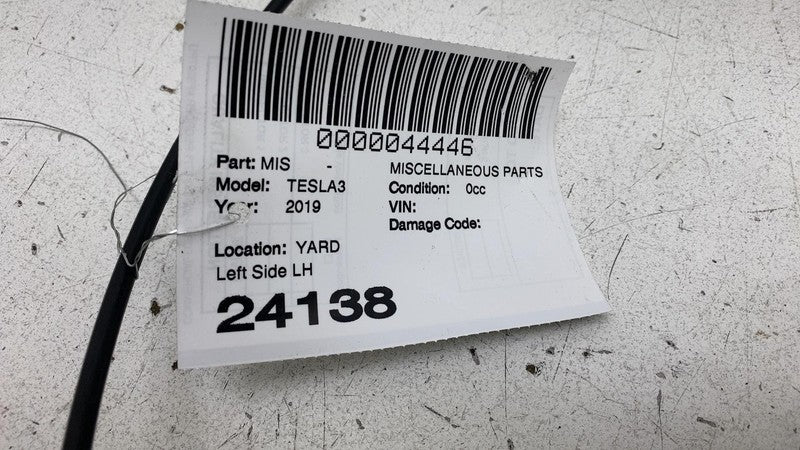 0000044446
Part: MIS - MISCELLANEOUS PARTS
Model: TESLA3 Condition: 0cc
Year: 2019 VIN:
Damage Code:
Location: YARD
Left Side LH
24138